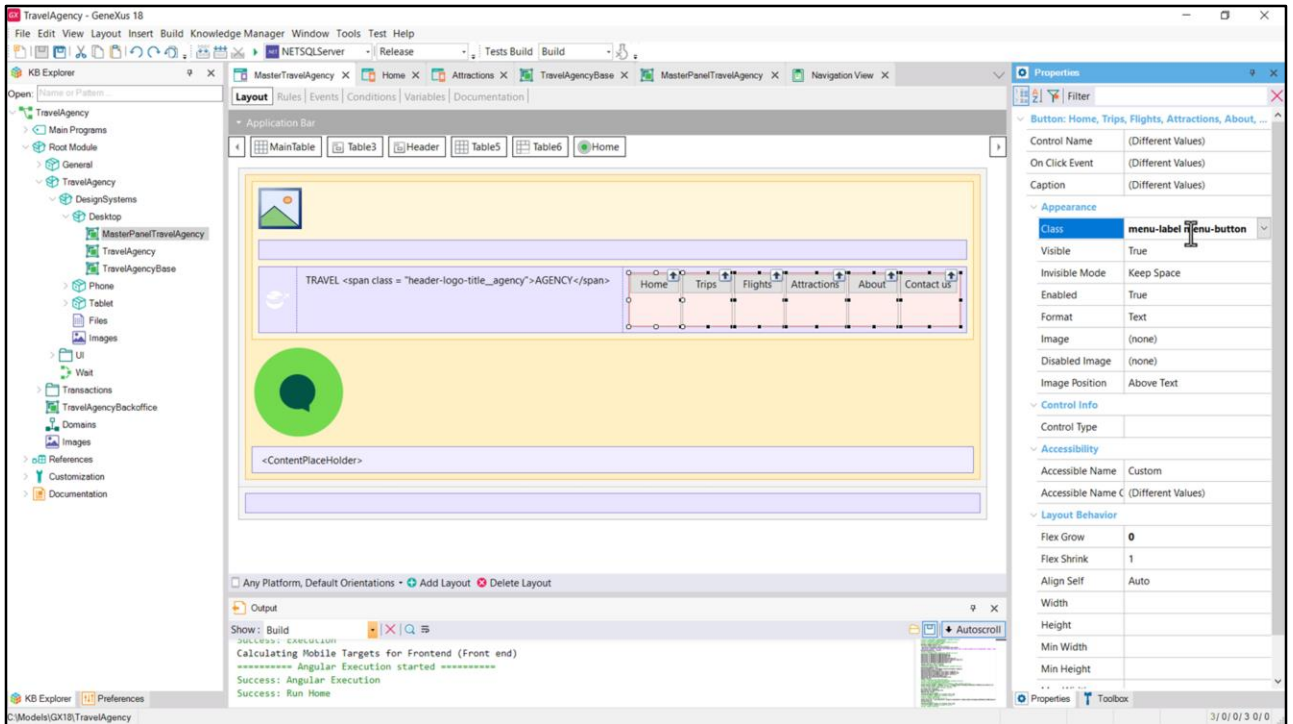 TravelAgency - GeneXus 18
File Edit View Layout Insert Build Knowledge Manager Window Tools Test Help
NETSQLServer Release Tests Build Build
KB Explorer
Open: Name or Pattern...
TravelAgency
Main Programs
Root Module
General
TravelAgency
DesignSystems
Desktop
MasterPanelTravelAgency
TravelAgency
TravelAgencyBase
Phone
Tablet
Files
Images
UI
Wait
Transactions
TravelAgencyBackoffice
Domains
Images
References
Customization
Documentation
KB Explorer Preferences
C:\Models\GX18\TravelAgency
MasterTravelAgency Home Attractions TravelAgencyBase MasterPanelTravelAgency Navigation View
Layout Rules Events Conditions Variables Documentation
Application Bar
MainTable Table3 Header Table5 Table6 Home
TRAVEL <span class = "header-logo-title__agency">AGENCY</span>
Home Trips Flights Attractions About Contact us
<ContentPlaceHolder>
Any Platform, Default Orientations Add Layout Delete Layout
Output
Show: Build Autoscroll
Success: Execution
Calculating Mobile Targets for Frontend (Front end)
========== Angular Execution started ==========
Success: Angular Execution
Success: Run Home
Properties
Filter
Button: Home, Trips, Flights, Attractions, About, ...
Control Name (Different Values)
On Click Event (Different Values)
Caption (Different Values)
Appearance
Class menu-label menu-button
Visible True
Invisible Mode Keep Space
Enabled True
Format Text
Image (none)
Disabled Image (none)
Image Position Above Text
Control Info
Control Type
Accessibility
Accessible Name Custom
Accessible Name C (Different Values)
Layout Behavior
Flex Grow 0
Flex Shrink 1
Align Self Auto
Width
Height
Min Width
Min Height
Properties Toolbox
3/0/0/3 0/0